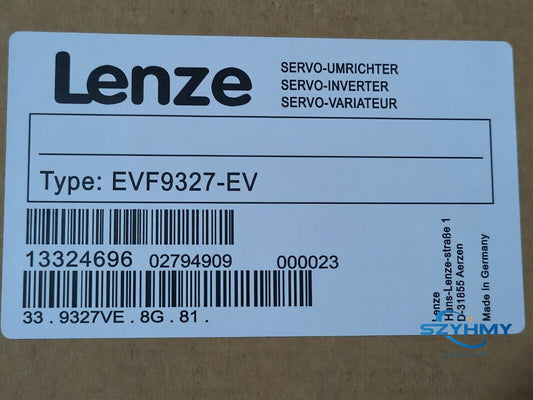 Lenze
SERVO-UMRICHTER
SERVO-INVERTER
SERVO-VARIATEUR
Type: EVF9327-EV
13324696 02794909 000023
33.9327VE.8G.81.
Lenze
Hans-Lenze-straße 1
D-31855 Aerzen
Made in Germany
SZYHMY